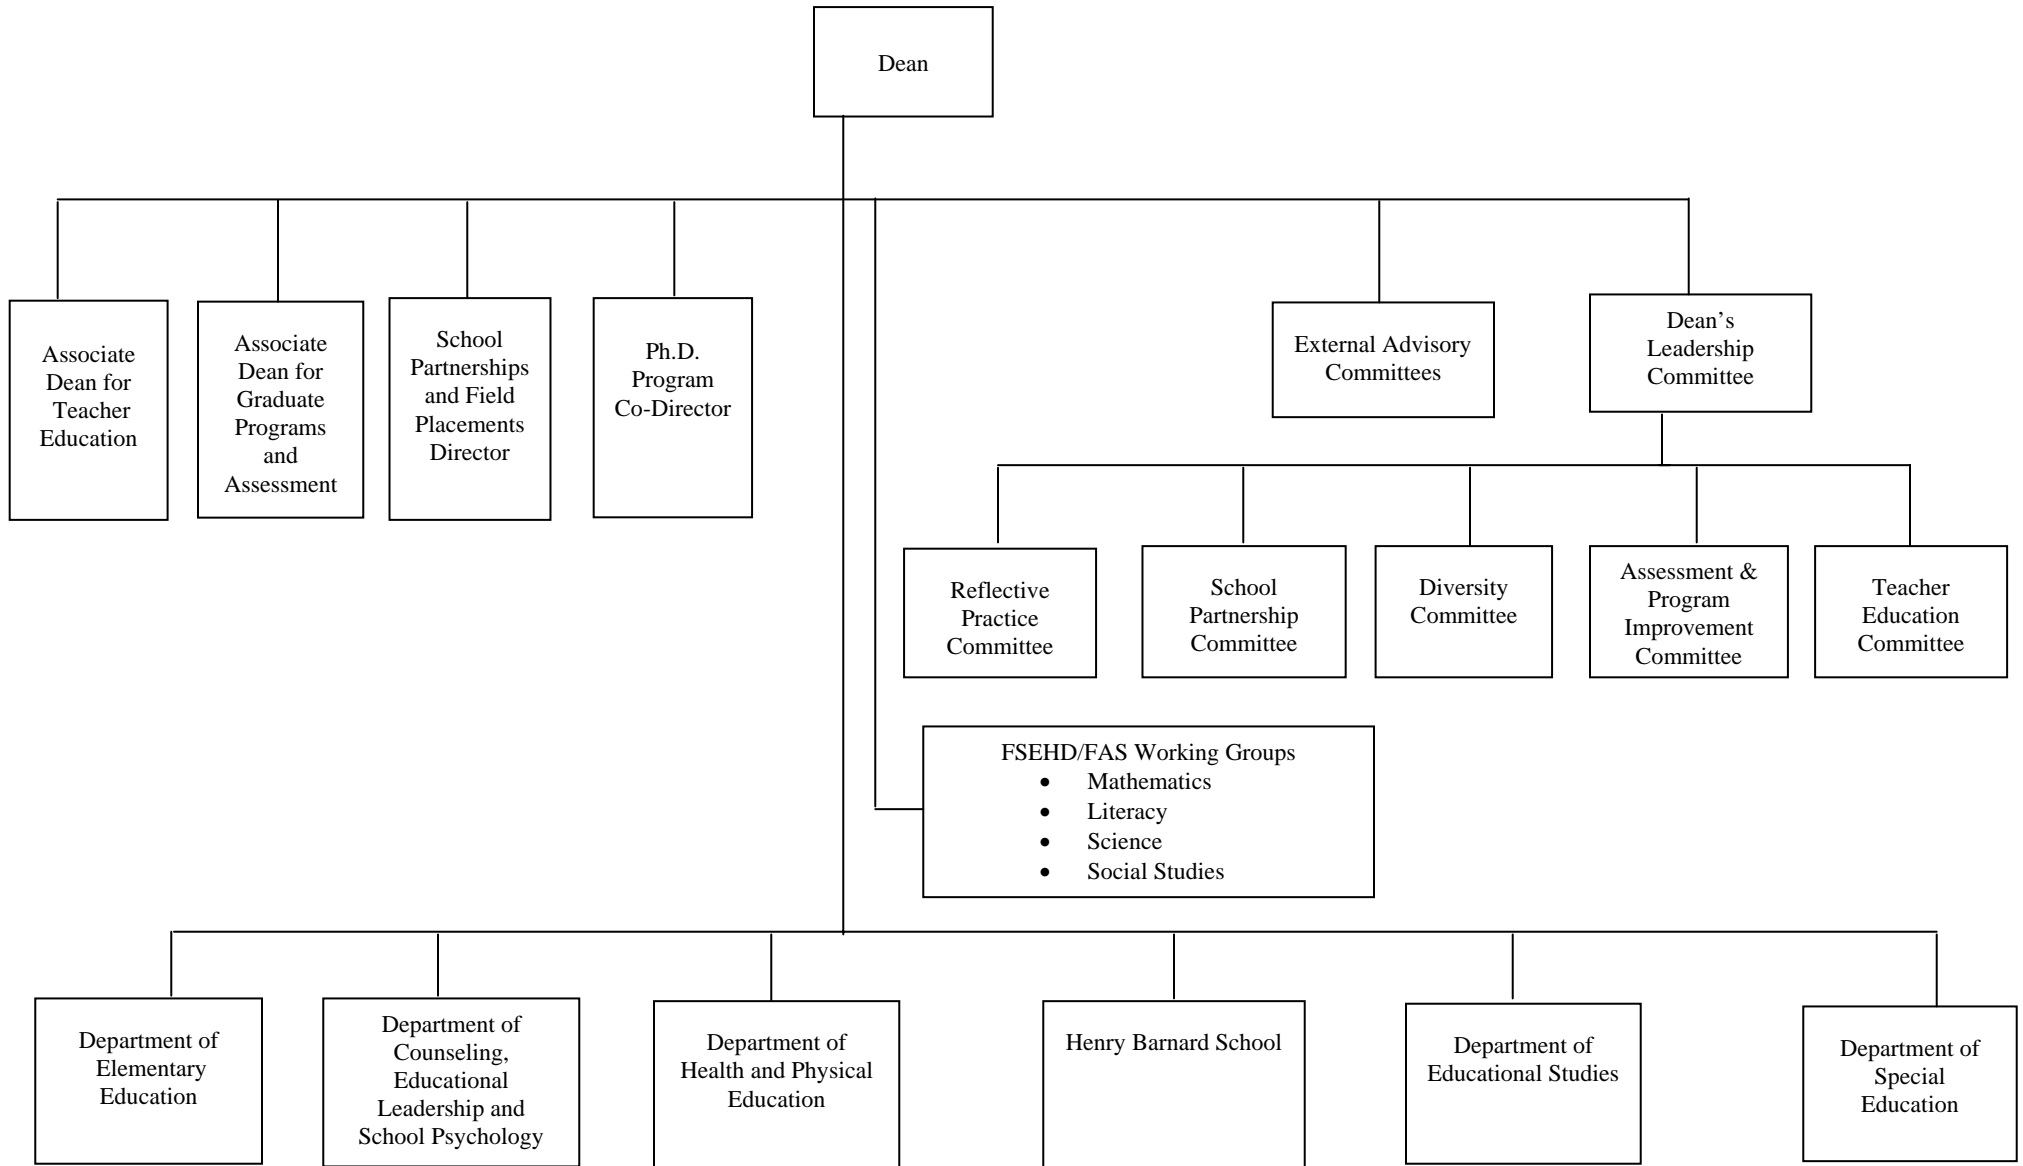 Dean
Associate
Dean for
Teacher
Education
Associate
Dean for
Graduate
Programs
and
Assessment
School
Partnerships
and Field
Placements
Director
Ph.D.
Program
Co-Director
External Advisory
Committees
Dean’s
Leadership
Committee
Reflective
Practice
Committee
School
Partnership
Committee
Diversity
Committee
Assessment &
Program
Improvement
Committee
Teacher
Education
Committee
FSEHD/FAS Working Groups
• Mathematics
• Literacy
• Science
• Social Studies
Department of
Elementary
Education
Department of
Counseling,
Educational
Leadership and
School Psychology
Department of
Health and Physical
Education
Henry Barnard School
Department of
Educational Studies
Department of
Special
Education